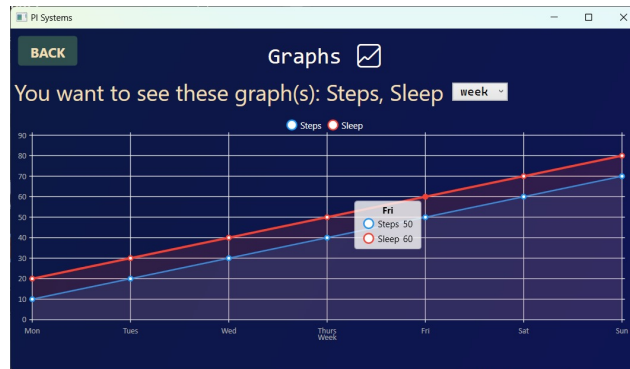 PI Systems
BACK
Graphs
You want to see these graph(s): Steps, Sleep week
Steps Sleep
90
80
70
60
50
40
30
20
10
0
Fri
Steps 50
Sleep 60
Mon Tues Wed Thurs Fri Sat Sun
Week